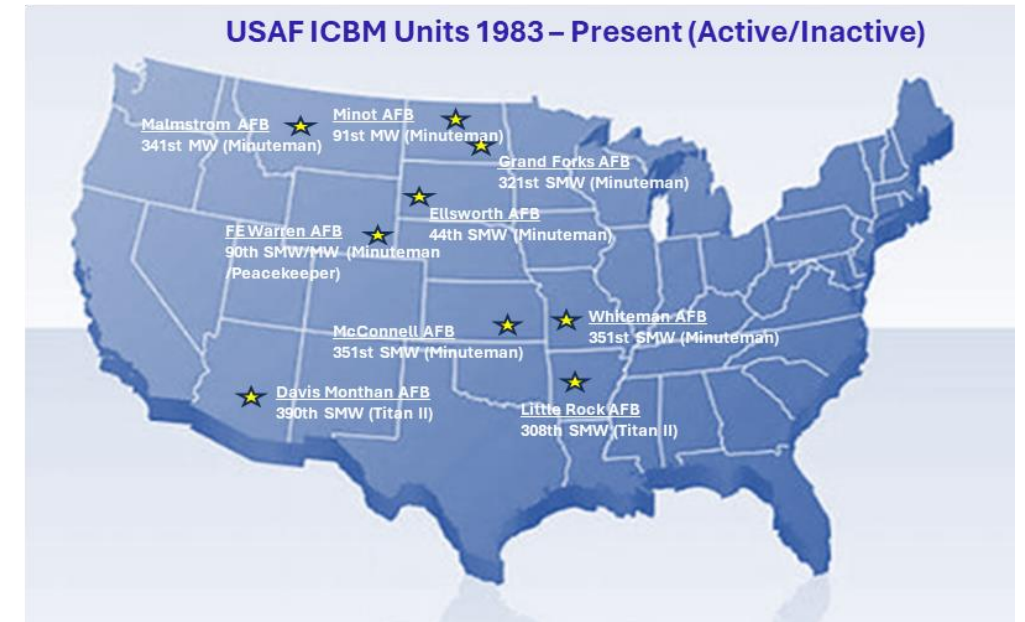 USAF ICBM Units 1983 – Present (Active/Inactive)
Malmstrom AFB
341st MW (Minuteman)
Minot AFB
91st MW (Minuteman)
Grand Forks AFB
321st SMW (Minuteman)
Ellsworth AFB
44th SMW (Minuteman)
FE Warren AFB
90th SMW/MW (Minuteman
/Peacekeeper)
McConnell AFB
351st SMW (Minuteman)
Whiteman AFB
351st SMW (Minuteman)
Davis Monthan AFB
390th SMW (Titan II)
Little Rock AFB
308th SMW (Titan II)